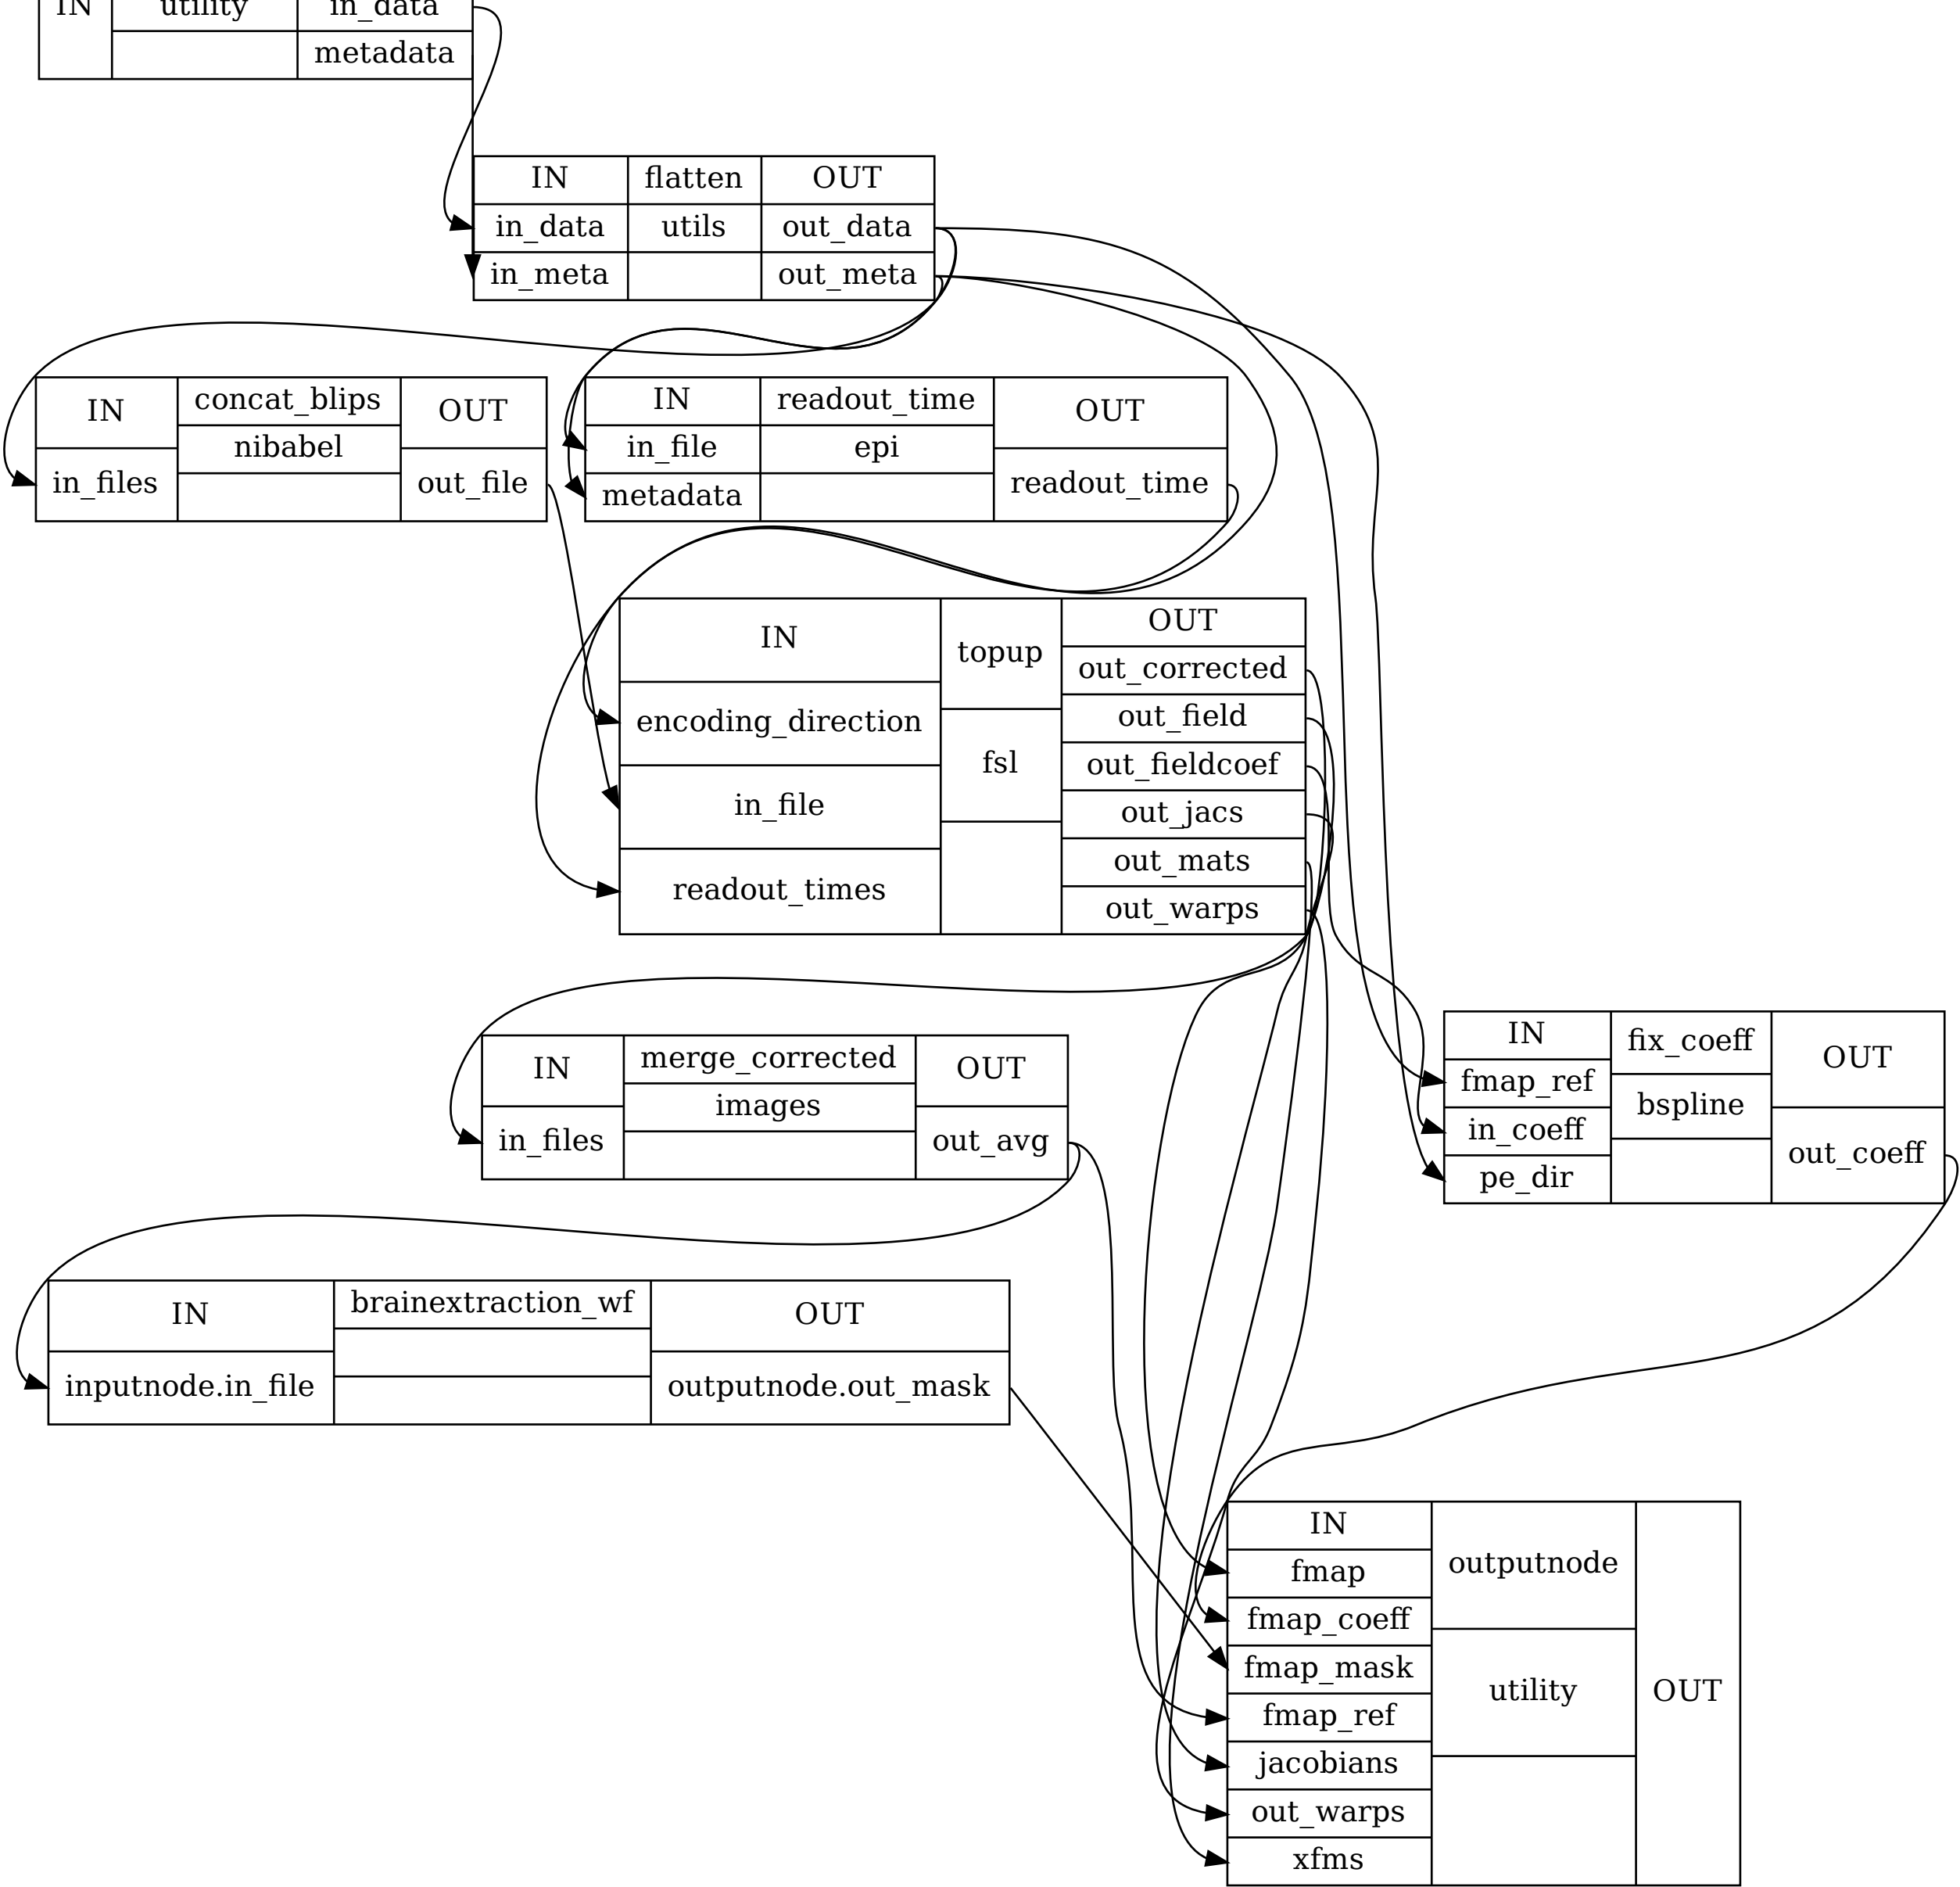 IN utility in_data
metadata
IN flatten OUT
in_data utils out_data
in_meta out_meta
IN concat_blips OUT
in_files nibabel out_file
IN readout_time OUT
in_file epi
metadata readout_time
IN topup OUT
encoding_direction fsl out_corrected
in_file out_field
readout_times out_fieldcoef
out_jacs
out_mats
out_warps
IN merge_corrected OUT
in_files images out_avg
IN fix_coeff OUT
fmap_ref bspline out_coeff
in_coeff
pe_dir
IN brainextraction_wf OUT
inputnode.in_file outputnode.out_mask
IN outputnode OUT
fmap utility
fmap_coeff
fmap_mask
fmap_ref
jacobians
out_warps
xfms